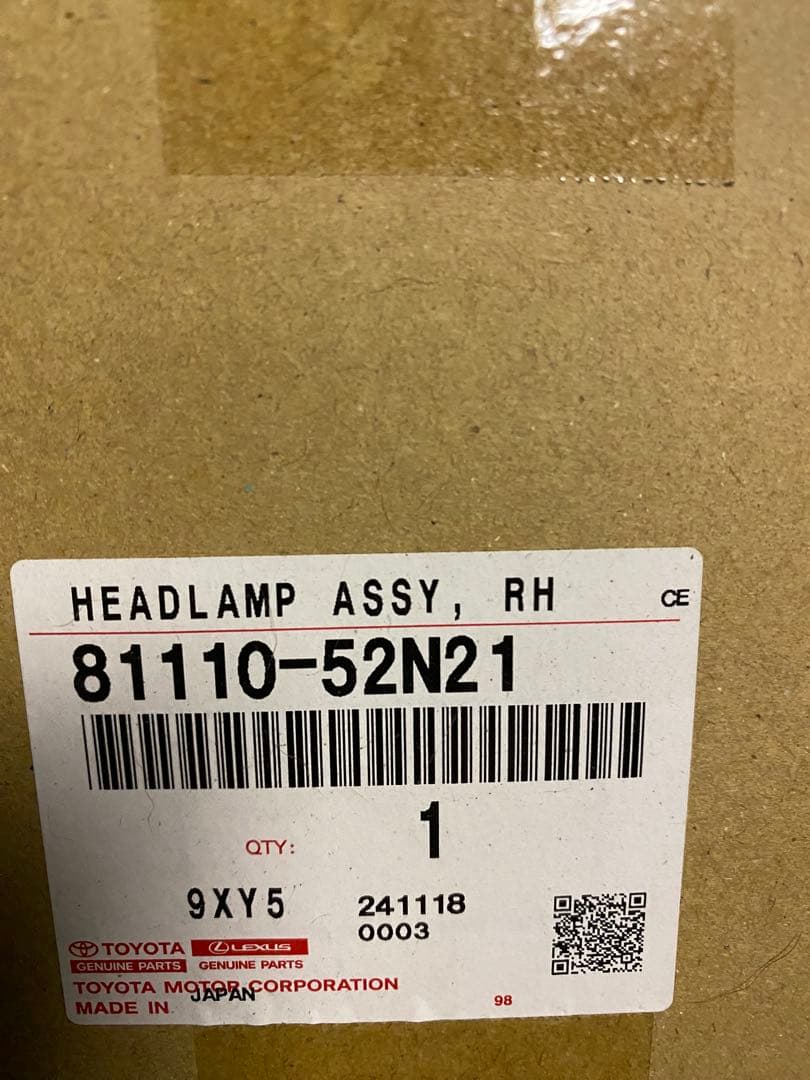 HEADLAMP ASSY, RH CE
81110-52N21
QTY: 1
9XY5 241118
0003
TOYOTA LEXUS
GENUINE PARTS GENUINE PARTS
TOYOTA MOTOR CORPORATION
MADE IN JAPAN 98